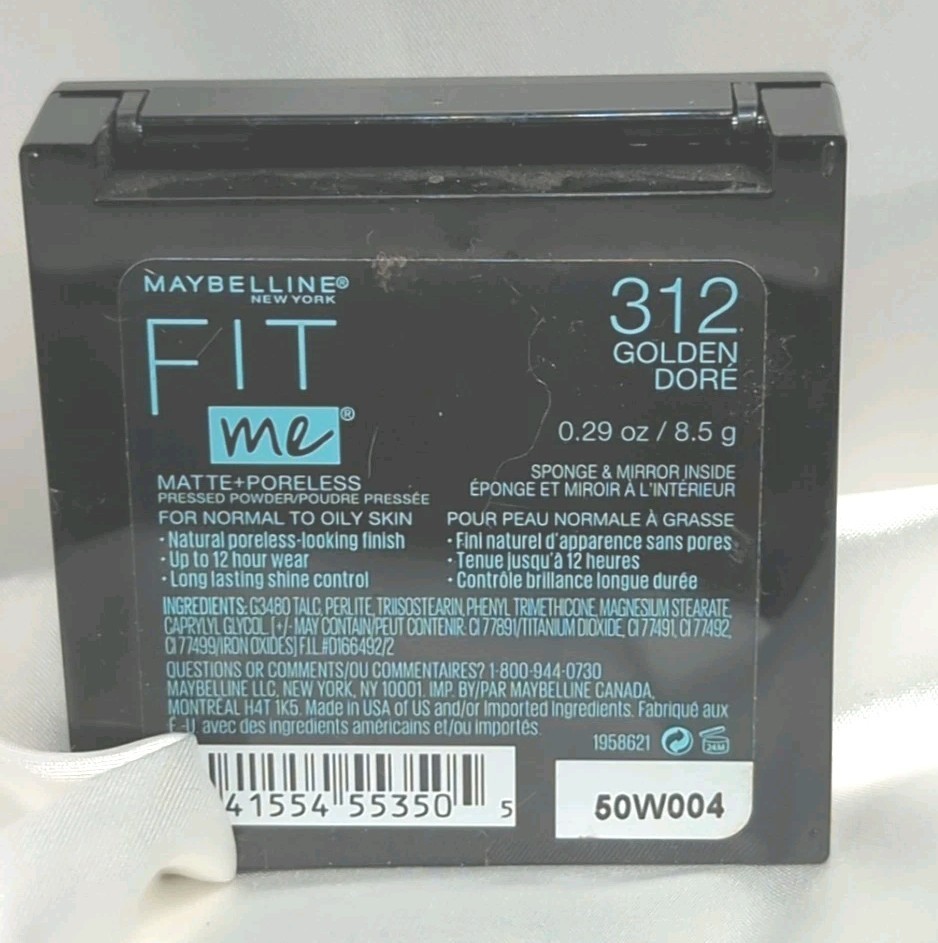 MAYBELLINE®
NEW YORK
FIT
me®
312
GOLDEN
DORÉ
0.29 oz / 8.5 g
SPONGE & MIRROR INSIDE
ÉPONGE ET MIROIR À L'INTÉRIEUR
MATTE+PORELESS
PRESSED POWDER/POUDRE PRESSÉE
FOR NORMAL TO OILY SKIN
• Natural poreless-looking finish
• Up to 12 hour wear
• Long lasting shine control
POUR PEAU NORMALE À GRASSE
• Fini naturel d'apparence sans pores
• Tenue jusqu'à 12 heures
• Contrôle brillance longue durée
INGREDIENTS: G3480 TALC, PERLITE, TRIISOSTEARIN, PHENYL TRIMETHICONE, MAGNESIUM STEARATE,
CAPRYLYL GLYCOL. [+/- MAY CONTAIN/PEUT CONTENIR: CI 77891/TITANIUM DIOXIDE, CI 77491, CI 77492,
CI 77499/IRON OXIDES] F.I.L.#D166492/2
QUESTIONS OR COMMENTS/OU COMMENTAIRES? 1-800-944-0730
MAYBELLINE LLC, NEW YORK, NY 10001. IMP. BY/PAR MAYBELLINE CANADA,
MONTRÉAL H4T 1K5. Made in USA of US and/or Imported Ingredients. Fabriqué aux
É.-U. avec des ingrédients américains et/ou importés.
1958621
24M
41554 55350 5
50W004